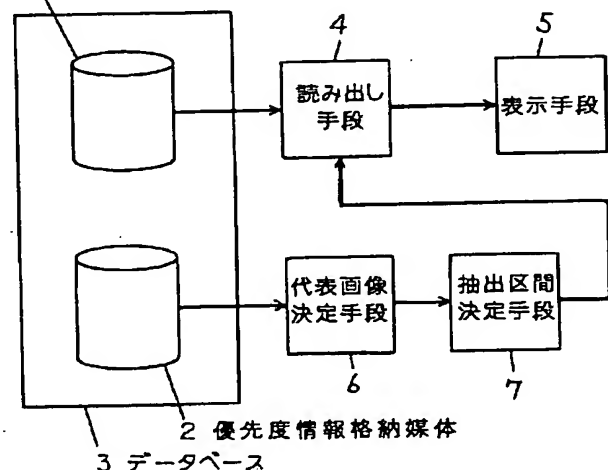 4
5
読み出し
手段
表示手段
代表画像
決定手段
抽出区間
決定手段
6
7
2 優先度情報格納媒体
3 データベース